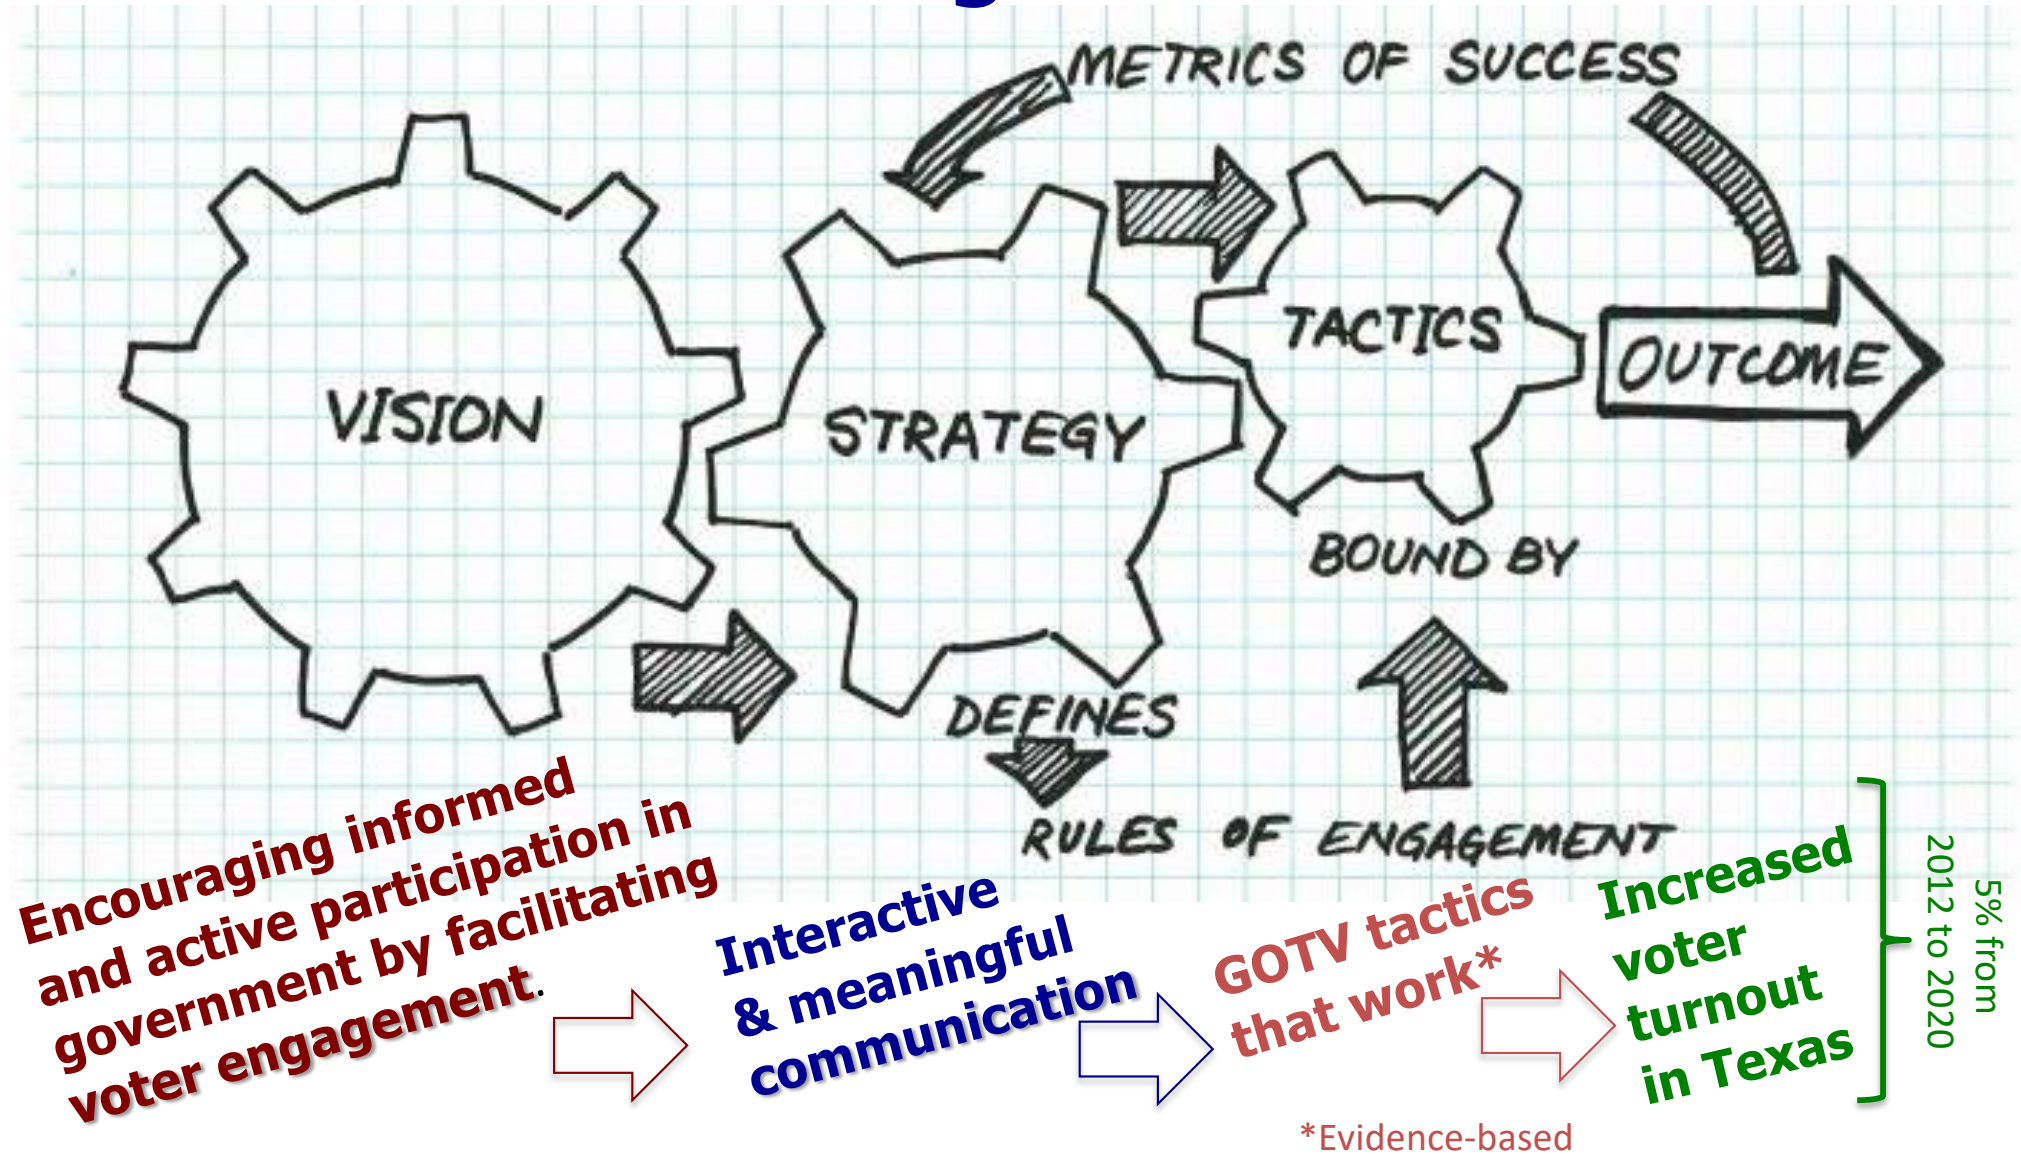 METRICS OF SUCCESS
VISION
STRATEGY
TACTICS
OUTCOME
BOUND BY
DEFINES
RULES OF ENGAGEMENT
Encouraging informed
and active participation in
government by facilitating
voter engagement.
Interactive
& meaningful
communication
GOTV tactics
that work*
Increased
voter
turnout
in Texas
5% from
2012 to 2020
*Evidence-based